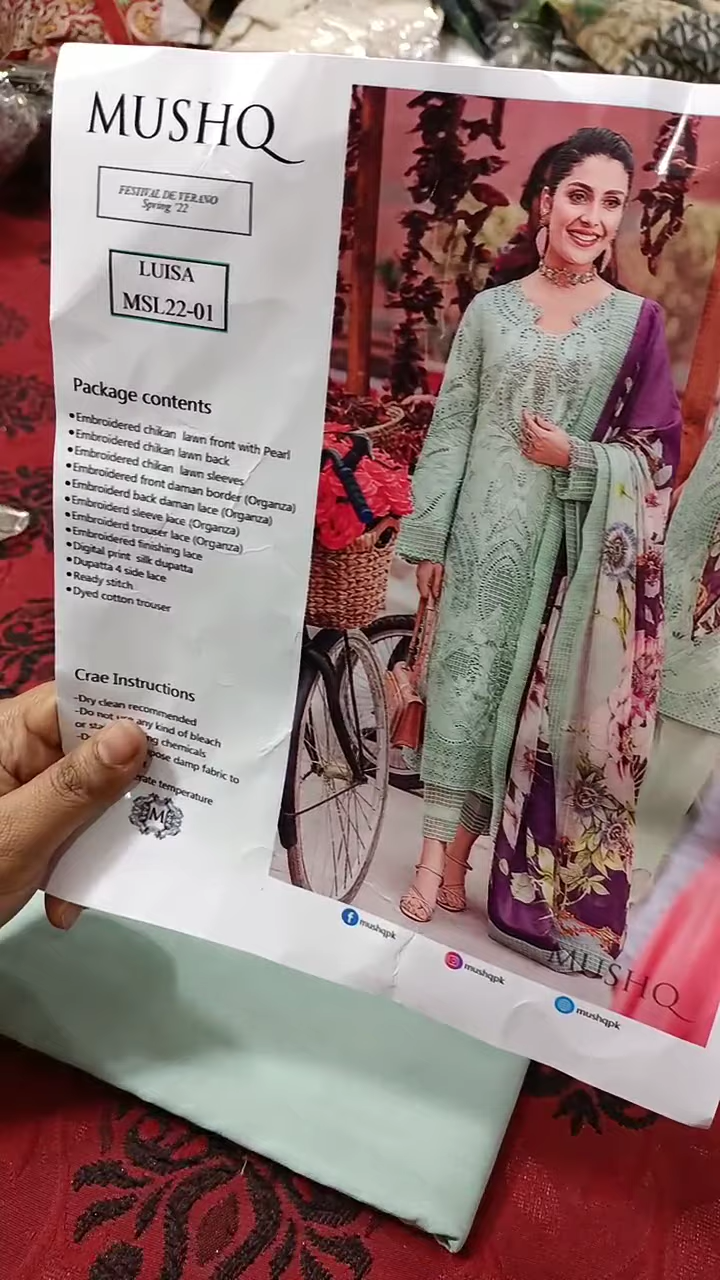 MUSHQ
FESTIVAL DE VERANO
Spring '22
LUISA
MSL22-01
Package contents
•Embroidered chikan lawn front with Pearl
•Embroidered chikan lawn back
•Embroidered chikan lawn sleeves
•Embroidered front daman border (Organza)
•Embroiderd back daman lace (Organza)
•Embroiderd sleeve lace (Organza)
•Embroiderd trouser lace (Organza)
•Embroidered finishing lace
•Digital print silk dupatta
•Dupatta 4 side lace
•Ready stitch
•Dyed cotton trouser
Crae Instructions
-Dry clean recommended
-Do not use any kind of bleach
or chemicals
damp fabric to
temperature
M
mushqpk
mushqpk
mushqpk
MUSHQ